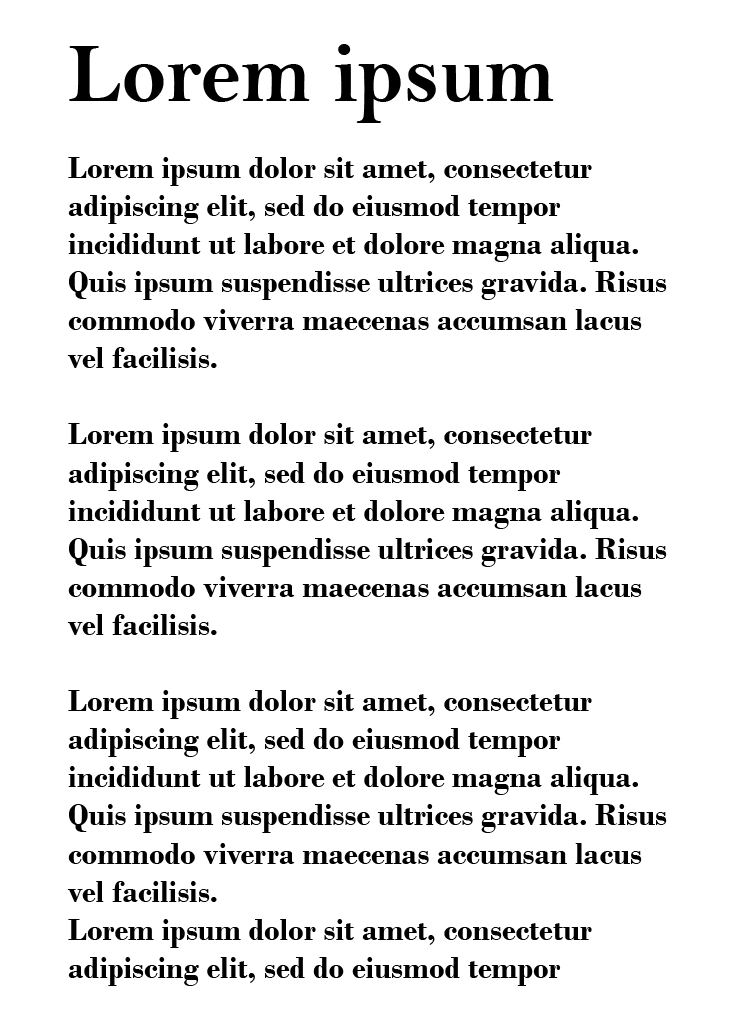 Lorem ipsum
Lorem ipsum dolor sit amet, consectetur
adipiscing elit, sed do eiusmod tempor
incididunt ut labore et dolore magna aliqua.
Quis ipsum suspendisse ultrices gravida. Risus
commodo viverra maecenas accumsan lacus
vel facilisis.
Lorem ipsum dolor sit amet, consectetur
adipiscing elit, sed do eiusmod tempor
incididunt ut labore et dolore magna aliqua.
Quis ipsum suspendisse ultrices gravida. Risus
commodo viverra maecenas accumsan lacus
vel facilisis.
Lorem ipsum dolor sit amet, consectetur
adipiscing elit, sed do eiusmod tempor
incididunt ut labore et dolore magna aliqua.
Quis ipsum suspendisse ultrices gravida. Risus
commodo viverra maecenas accumsan lacus
vel facilisis.
Lorem ipsum dolor sit amet, consectetur
adipiscing elit, sed do eiusmod tempor